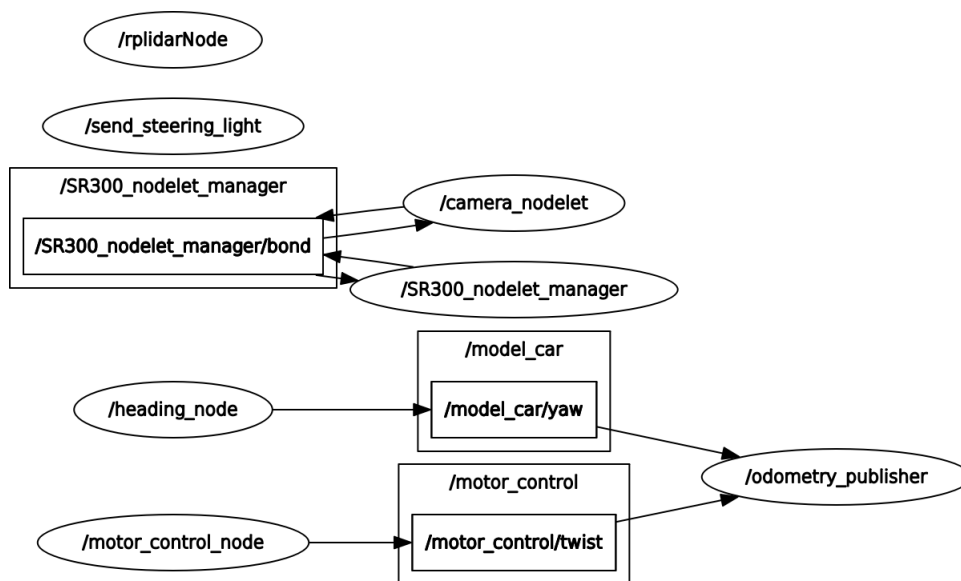 /rplidarNode
/send_steering_light
/SR300_nodelet_manager
/camera_nodelet
/SR300_nodelet_manager/bond
/SR300_nodelet_manager
/model_car
/heading_node
/model_car/yaw
/odometry_publisher
/motor_control
/motor_control_node
/motor_control/twist